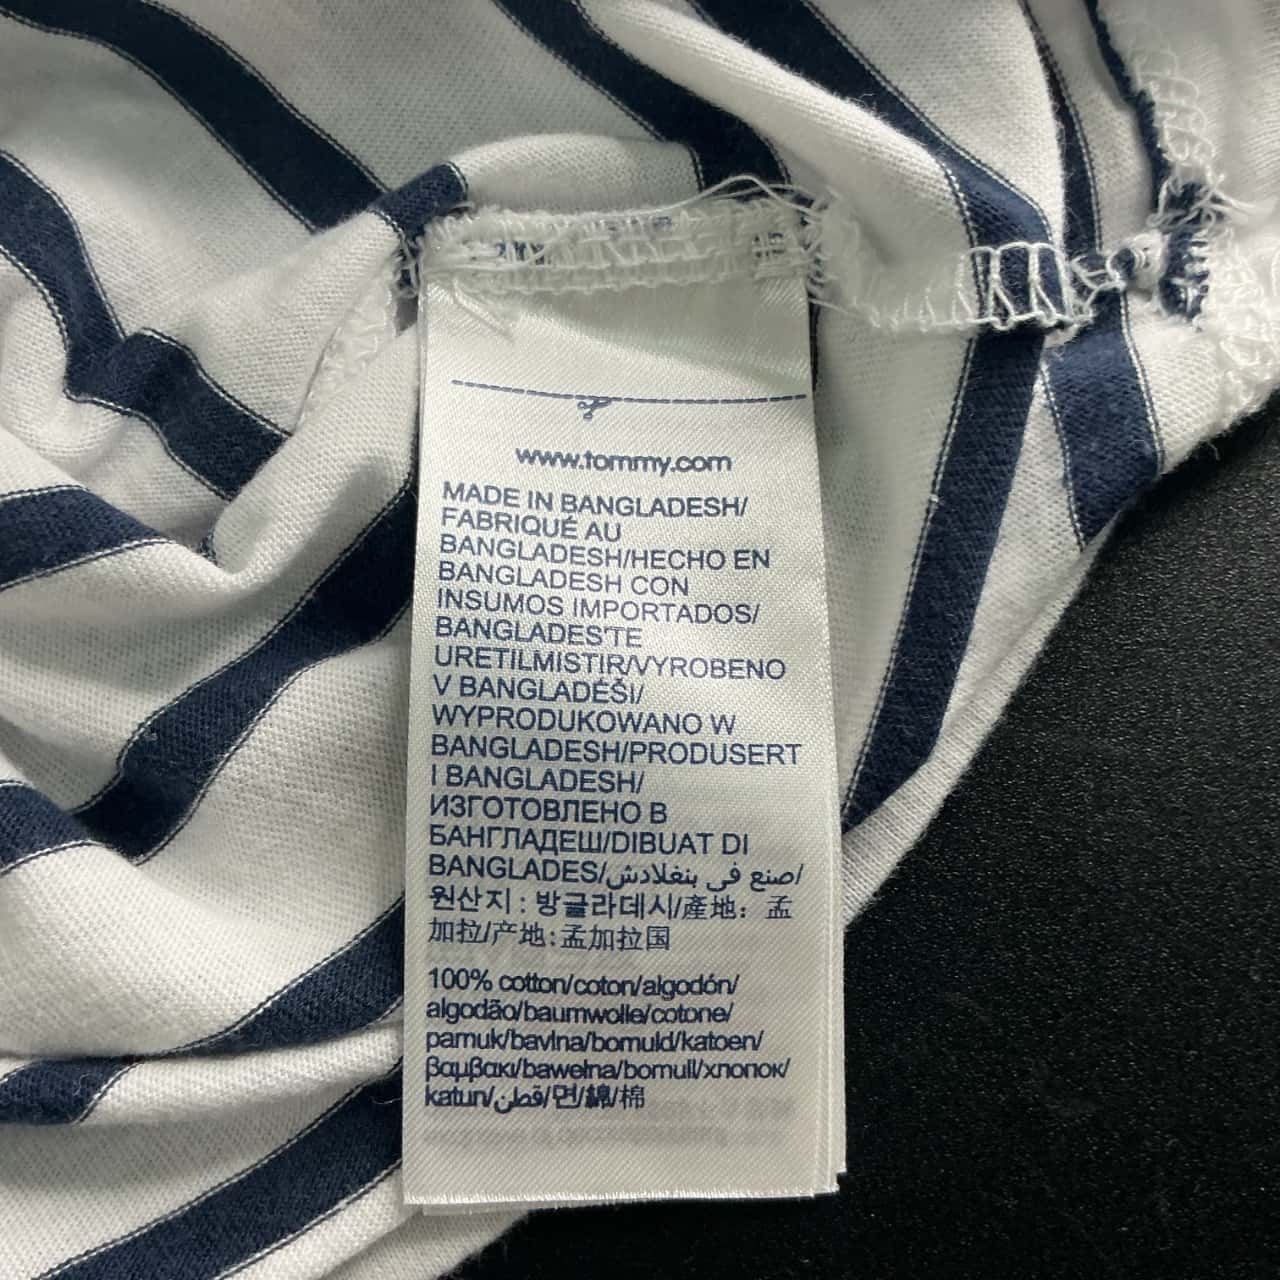 www.tommy.com
MADE IN BANGLADESH/
FABRIQUÉ AU
BANGLADESH/HECHO EN
BANGLADESH CON
INSUMOS IMPORTADOS/
BANGLADES'TE
URETILMISTIR/VYROBENO
V BANGLADÉŠI/
WYPRODUKOWANO W
BANGLADESH/PRODUSERT
I BANGLADESH/
ИЗГОТОВЛЕНО В
БАНГЛАДЕШ/DIBUAT DI
BANGLADES/صنع في بنغلادش/
원산지 : 방글라데시/產地: 孟
加拉/产地:孟加拉国
100% cotton/coton/algodón/
algodão/baumwolle/cotone/
pamuk/bavlna/bomuld/katoen/
βαμβακι/bawełna/bomull/хлопок/
katun/قطن/면/綿/棉